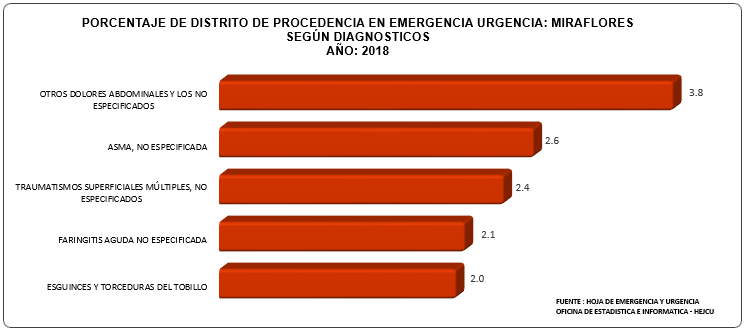 PORCENTAJE DE DISTRITO DE PROCEDENCIA EN EMERGENCIA URGENCIA: MIRAFLORES
SEGÚN DIAGNOSTICOS
AÑO: 2018
OTROS DOLORES ABDOMINALES Y LOS NO
ESPECIFICADOS
3.8
ASMA, NO ESPECIFICADA
2.6
TRAUMATISMOS SUPERFICIALES MÚLTIPLES, NO
ESPECIFICADOS
2.4
FARINGITIS AGUDA NO ESPECIFICADA
2.1
ESGUINCES Y TORCEDURAS DEL TOBILLO
2.0
FUENTE : HOJA DE EMERGENCIA Y URGENCIA
OFICINA DE ESTADISTICA E INFORMATICA - HEJCU